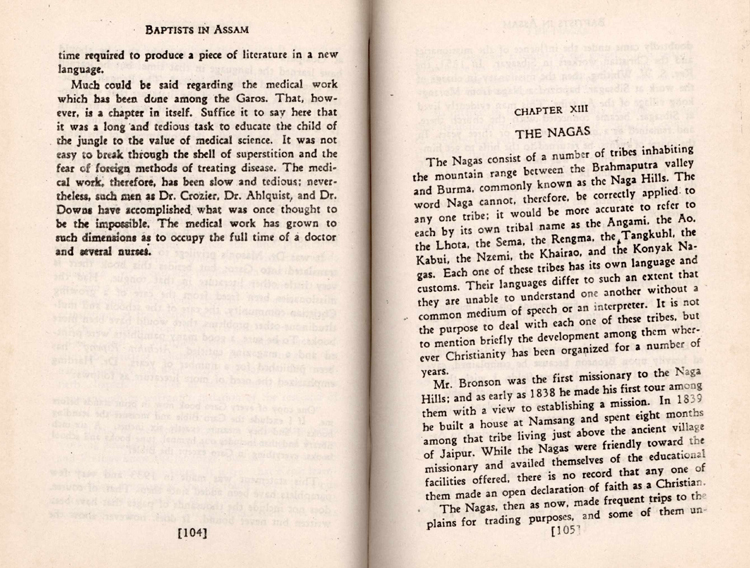 BAPTISTS IN ASSAM
time required to produce a piece of literature in a new
language.
Much could be said regarding the medical work
which has been done among the Garos. That, how-
ever, is a chapter in itself. Suffice it to say here that
it was a long and tedious task to educate the child of
the jungle to the value of medical science. It was not
easy to break through the shell of superstition and the
fear of foreign methods of treating disease. The medi-
cal work, therefore, has been slow and tedious; never-
theless, such men as Dr. Crozier, Dr. Ahlquist, and Dr.
Downs have accomplished what was once thought to
be the impossible. The medical work has grown to
such dimensions as to occupy the full time of a doctor
and several nurses.
[104]
CHAPTER XIII
THE NAGAS
The Nagas consist of a number of tribes inhabiting
the mountain range between the Brahmaputra valley
and Burma, commonly known as the Naga Hills. The
word Naga cannot, therefore, be correctly applied to
any one tribe; it would be more accurate to refer to
each by its own tribal name as the Angami, the Ao,
the Lhota, the Sema, the Rengma, the Tangkuhl, the
Kabui, the Nzemi, the Khairao, and the Konyak Na-
gas. Each one of these tribes has its own language and
customs. Their languages differ to such an extent that
they are unable to understand one another without a
common medium of speech or an interpreter. It is not
the purpose to deal with each one of these tribes, but
to mention briefly the development among them wher-
ever Christianity has been organized for a number of
years.
Mr. Bronson was the first missionary to the Naga
Hills; and as early as 1838 he made his first tour among
them with a view to establishing a mission. In 1839
he built a house at Namsang and spent eight months
among that tribe living just above the ancient village
of Jaipur. While the Nagas were friendly toward the
missionary and availed themselves of the educational
facilities offered, there is no record that any one of
them made an open declaration of faith as a Christian.
The Nagas, then as now, made frequent trips to the
plains for trading purposes, and some of them un-
[105]